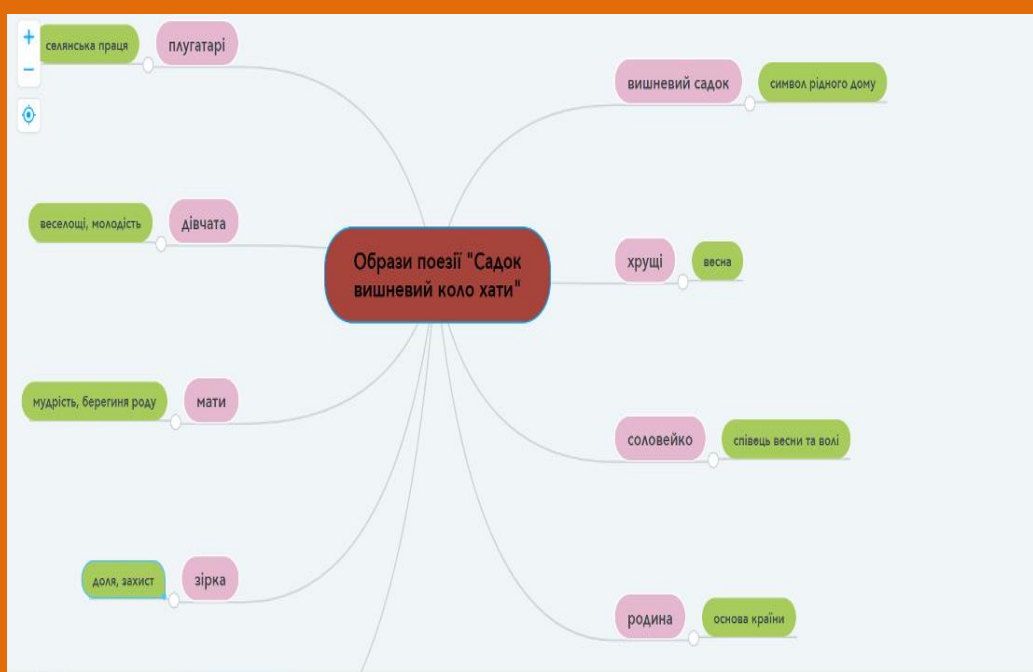 селянська праця
плугатарі
вишневий садок
символ рідного дому
веселощі, молодість
дівчата
Образи поезії "Садок
вишневий коло хати"
хрущі
весна
мудрість, берегиня роду
мати
соловейко
співець весни та волі
доля, захист
зірка
родина
основа країни